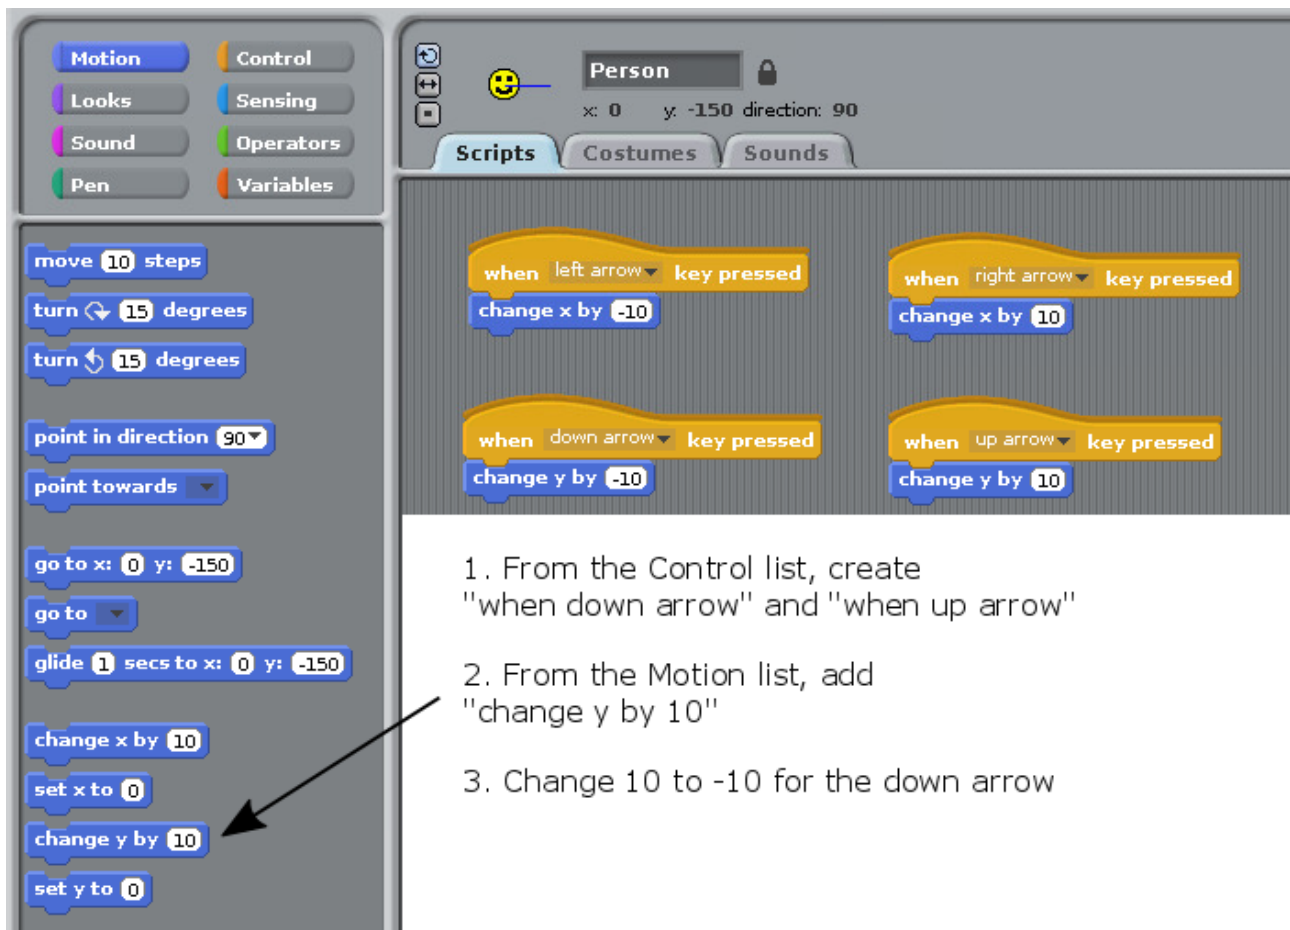 Motion Control
Looks Sensing
Sound Operators
Pen Variables
move 10 steps
turn 15 degrees
turn 15 degrees
point in direction 90
point towards
go to x: 0 y: -150
go to
glide 1 secs to x: 0 y: -150
change x by 10
set x to 0
change y by 10
set y to 0
Person
x: 0 y: -150 direction: 90
Scripts Costumes Sounds
when left arrow key pressed
change x by -10
when right arrow key pressed
change x by 10
when down arrow key pressed
change y by -10
when up arrow key pressed
change y by 10
1. From the Control list, create
"when down arrow" and "when up arrow"
2. From the Motion list, add
"change y by 10"
3. Change 10 to -10 for the down arrow